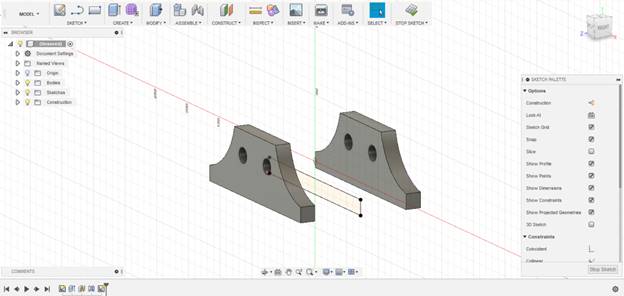 MODEL
SKETCH
CREATE
MODIFY
ASSEMBLE
CONSTRUCT
INSPECT
INSERT
MAKE
ADD-INS
SELECT
STOP SKETCH
BROWSER
Document Settings
Named Views
Origin
Bodies
Sketches
Construction
RIGHT
Z
SKETCH PALETTE
Options
Construction
Look At
Sketch Grid
Snap
Slice
Show Profile
Show Points
Show Dimensions
Show Constraints
Show Projected Geometries
3D Sketch
Constraints
Coincident
Collinear
Stop Sketch
COMMENTS